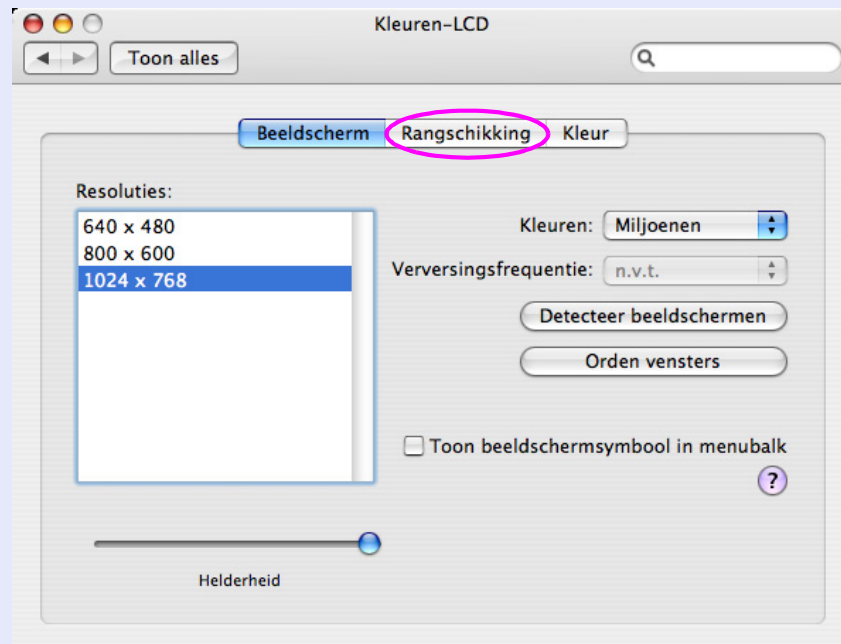 Kleuren-LCD
Toon alles
Beeldscherm Rangschikking Kleur
Resoluties:
640 x 480
800 x 600
1024 x 768
Kleuren: Miljoenen
Verversingsfrequentie: n.v.t.
Detecteer beeldschermen
Orden vensters
Toon beeldschermsymbool in menubalk
?
Helderheid